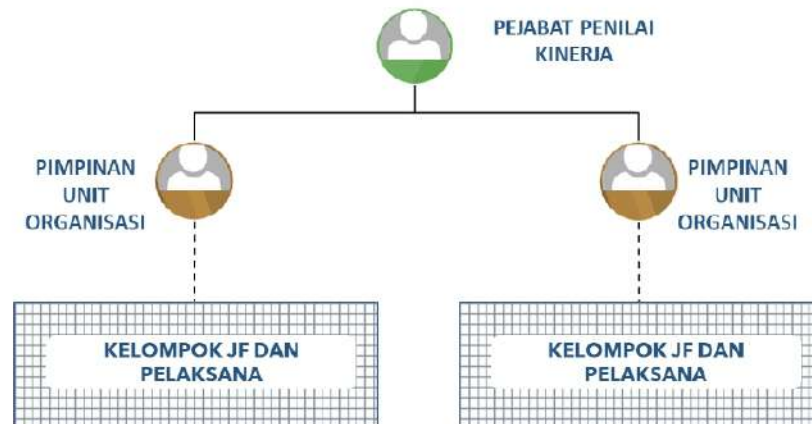 PEJABAT PENILAI
KINERJA
PIMPINAN
UNIT
ORGANISASI
PIMPINAN
UNIT
ORGANISASI
KELOMPOK JF DAN
PELAKSANA
KELOMPOK JF DAN
PELAKSANA